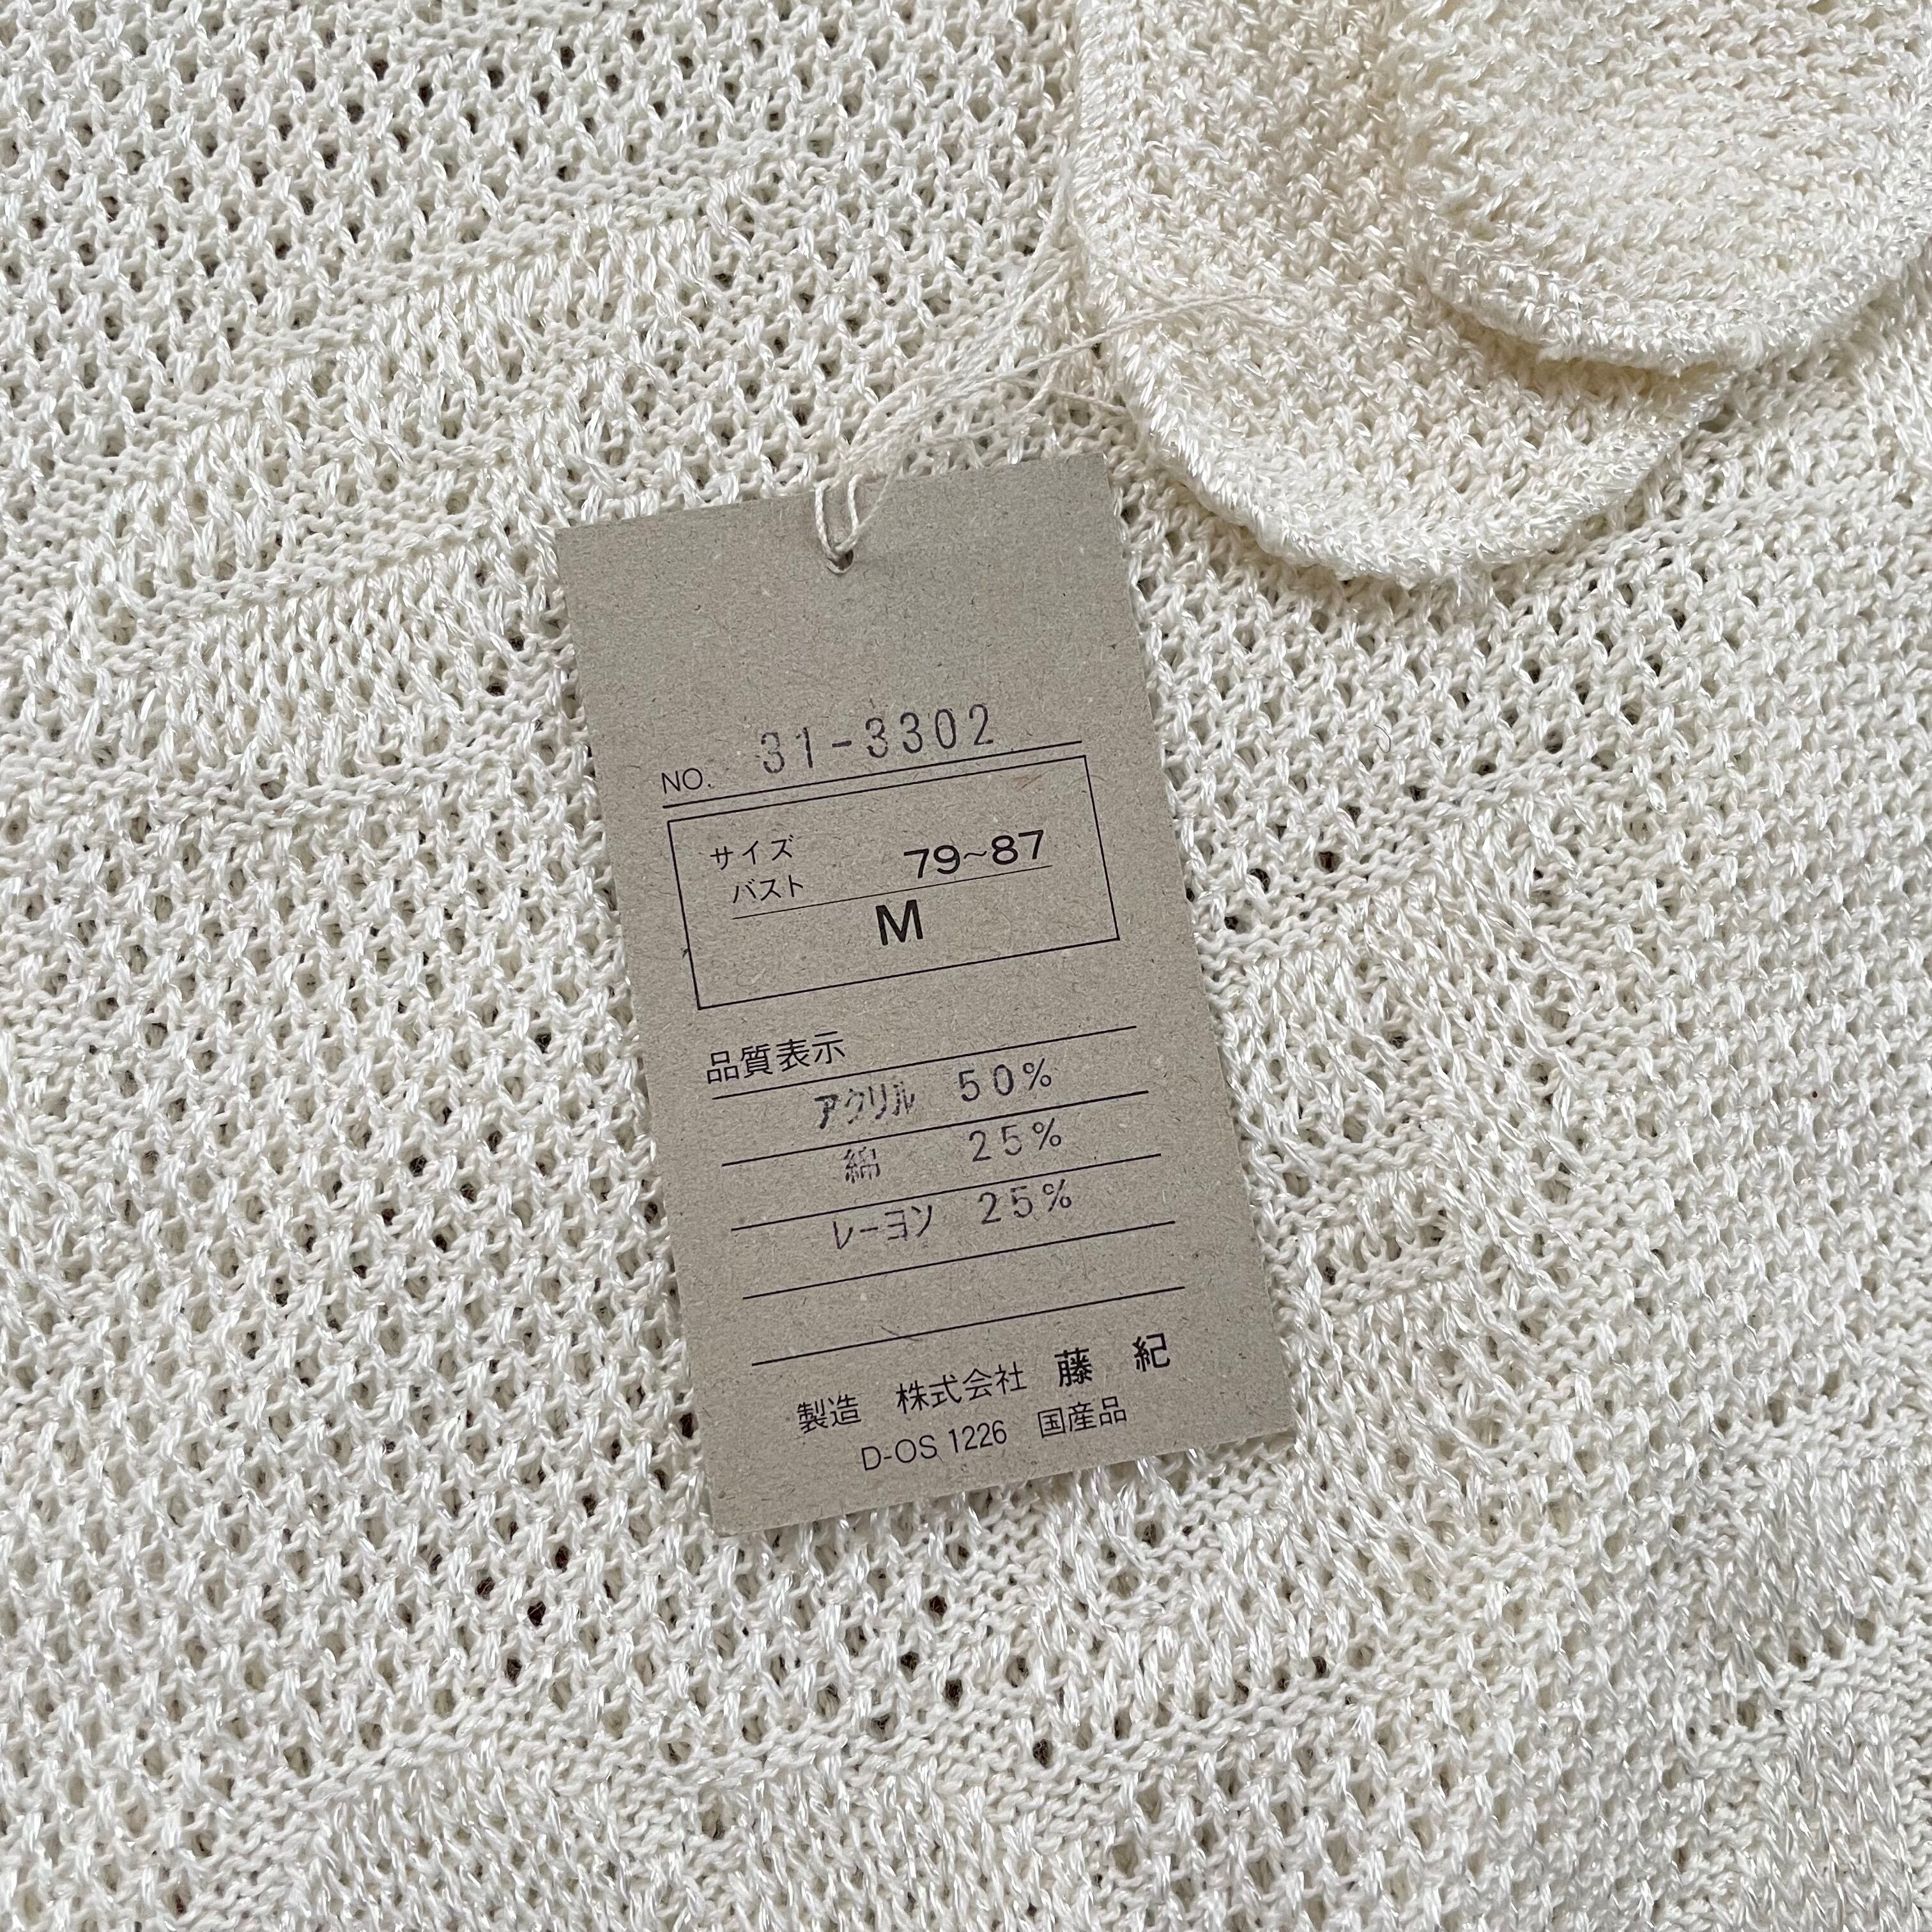 NO. 31-3302
サイズ
バスト 79~87
M
品質表示
アクリル 50%
綿 25%
レーヨン 25%
製造 株式会社 藤紀
D-OS 1226 国産品